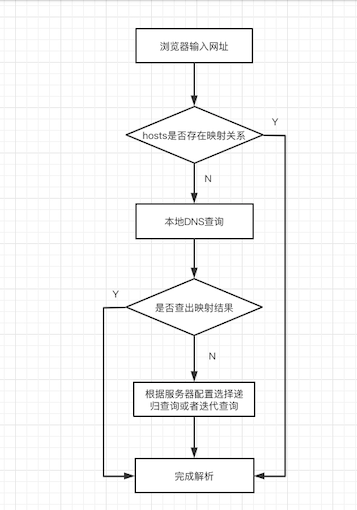 浏览器输入网址
Y
hosts是否存在映射关系
N
本地DNS查询
Y
是否查出映射结果
N
根据服务器配置选择递
归查询或者迭代查询
完成解析